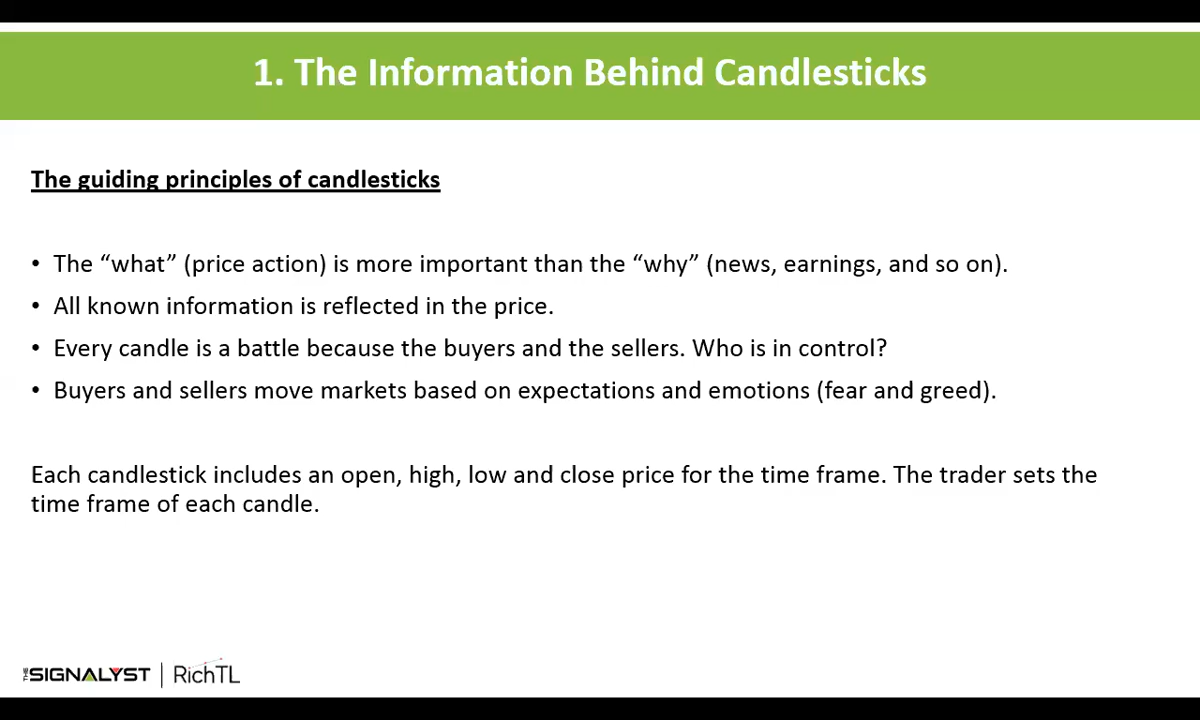 1. The Information Behind Candlesticks
The guiding principles of candlesticks
• The “what” (price action) is more important than the “why” (news, earnings, and so on).
• All known information is reflected in the price.
• Every candle is a battle because the buyers and the sellers. Who is in control?
• Buyers and sellers move markets based on expectations and emotions (fear and greed).
Each candlestick includes an open, high, low and close price for the time frame. The trader sets the
time frame of each candle.
THE SIGNALYST | RichTL